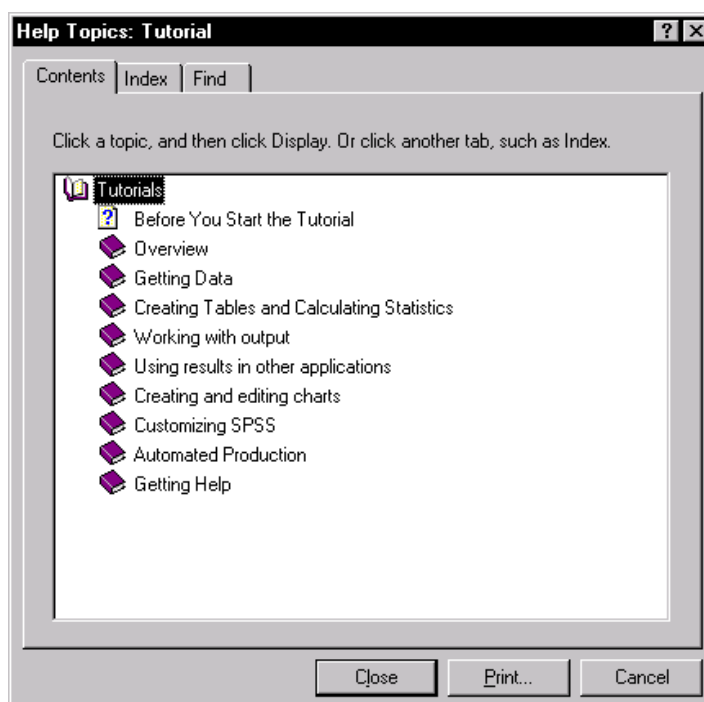 Help Topics: Tutorial
Contents Index Find
Click a topic, and then click Display. Or click another tab, such as Index.
Tutorials
Before You Start the Tutorial
Overview
Getting Data
Creating Tables and Calculating Statistics
Working with output
Using results in other applications
Creating and editing charts
Customizing SPSS
Automated Production
Getting Help
Close Print... Cancel